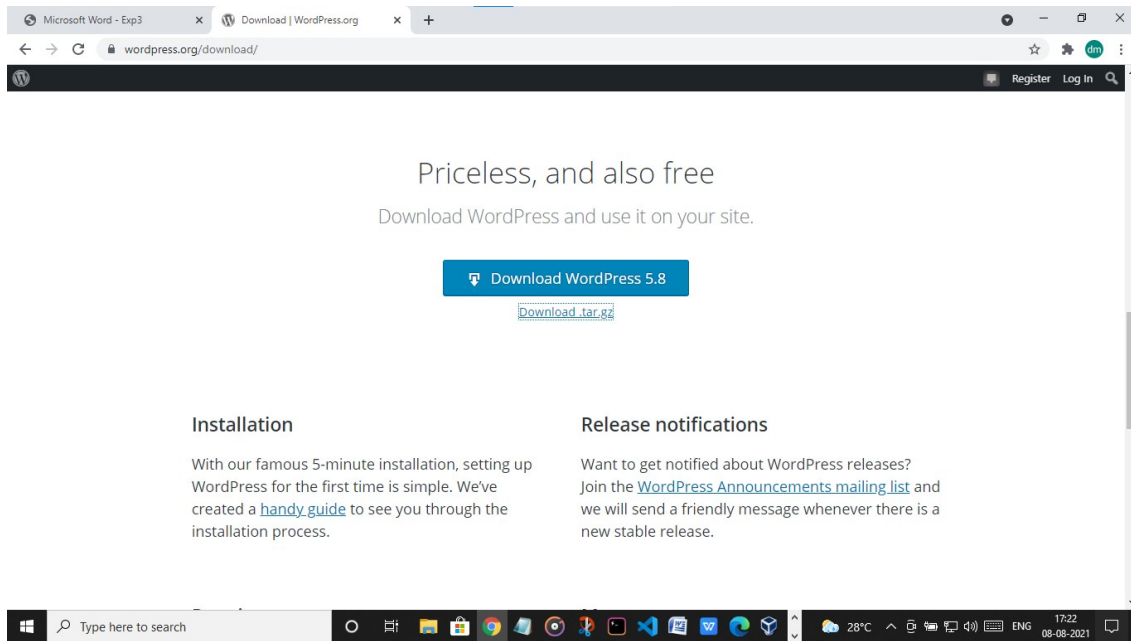 Microsoft Word - Exp3
Download | WordPress.org
wordpress.org/download/
dm
Register Log In
Priceless, and also free
Download WordPress and use it on your site.
Download WordPress 5.8
Download .tar.gz
Installation
With our famous 5-minute installation, setting up
WordPress for the first time is simple. We've
created a handy guide to see you through the
installation process.
Release notifications
Want to get notified about WordPress releases?
Join the WordPress Announcements mailing list and
we will send a friendly message whenever there is a
new stable release.
Type here to search
28°C
ENG
17:22
08-08-2021